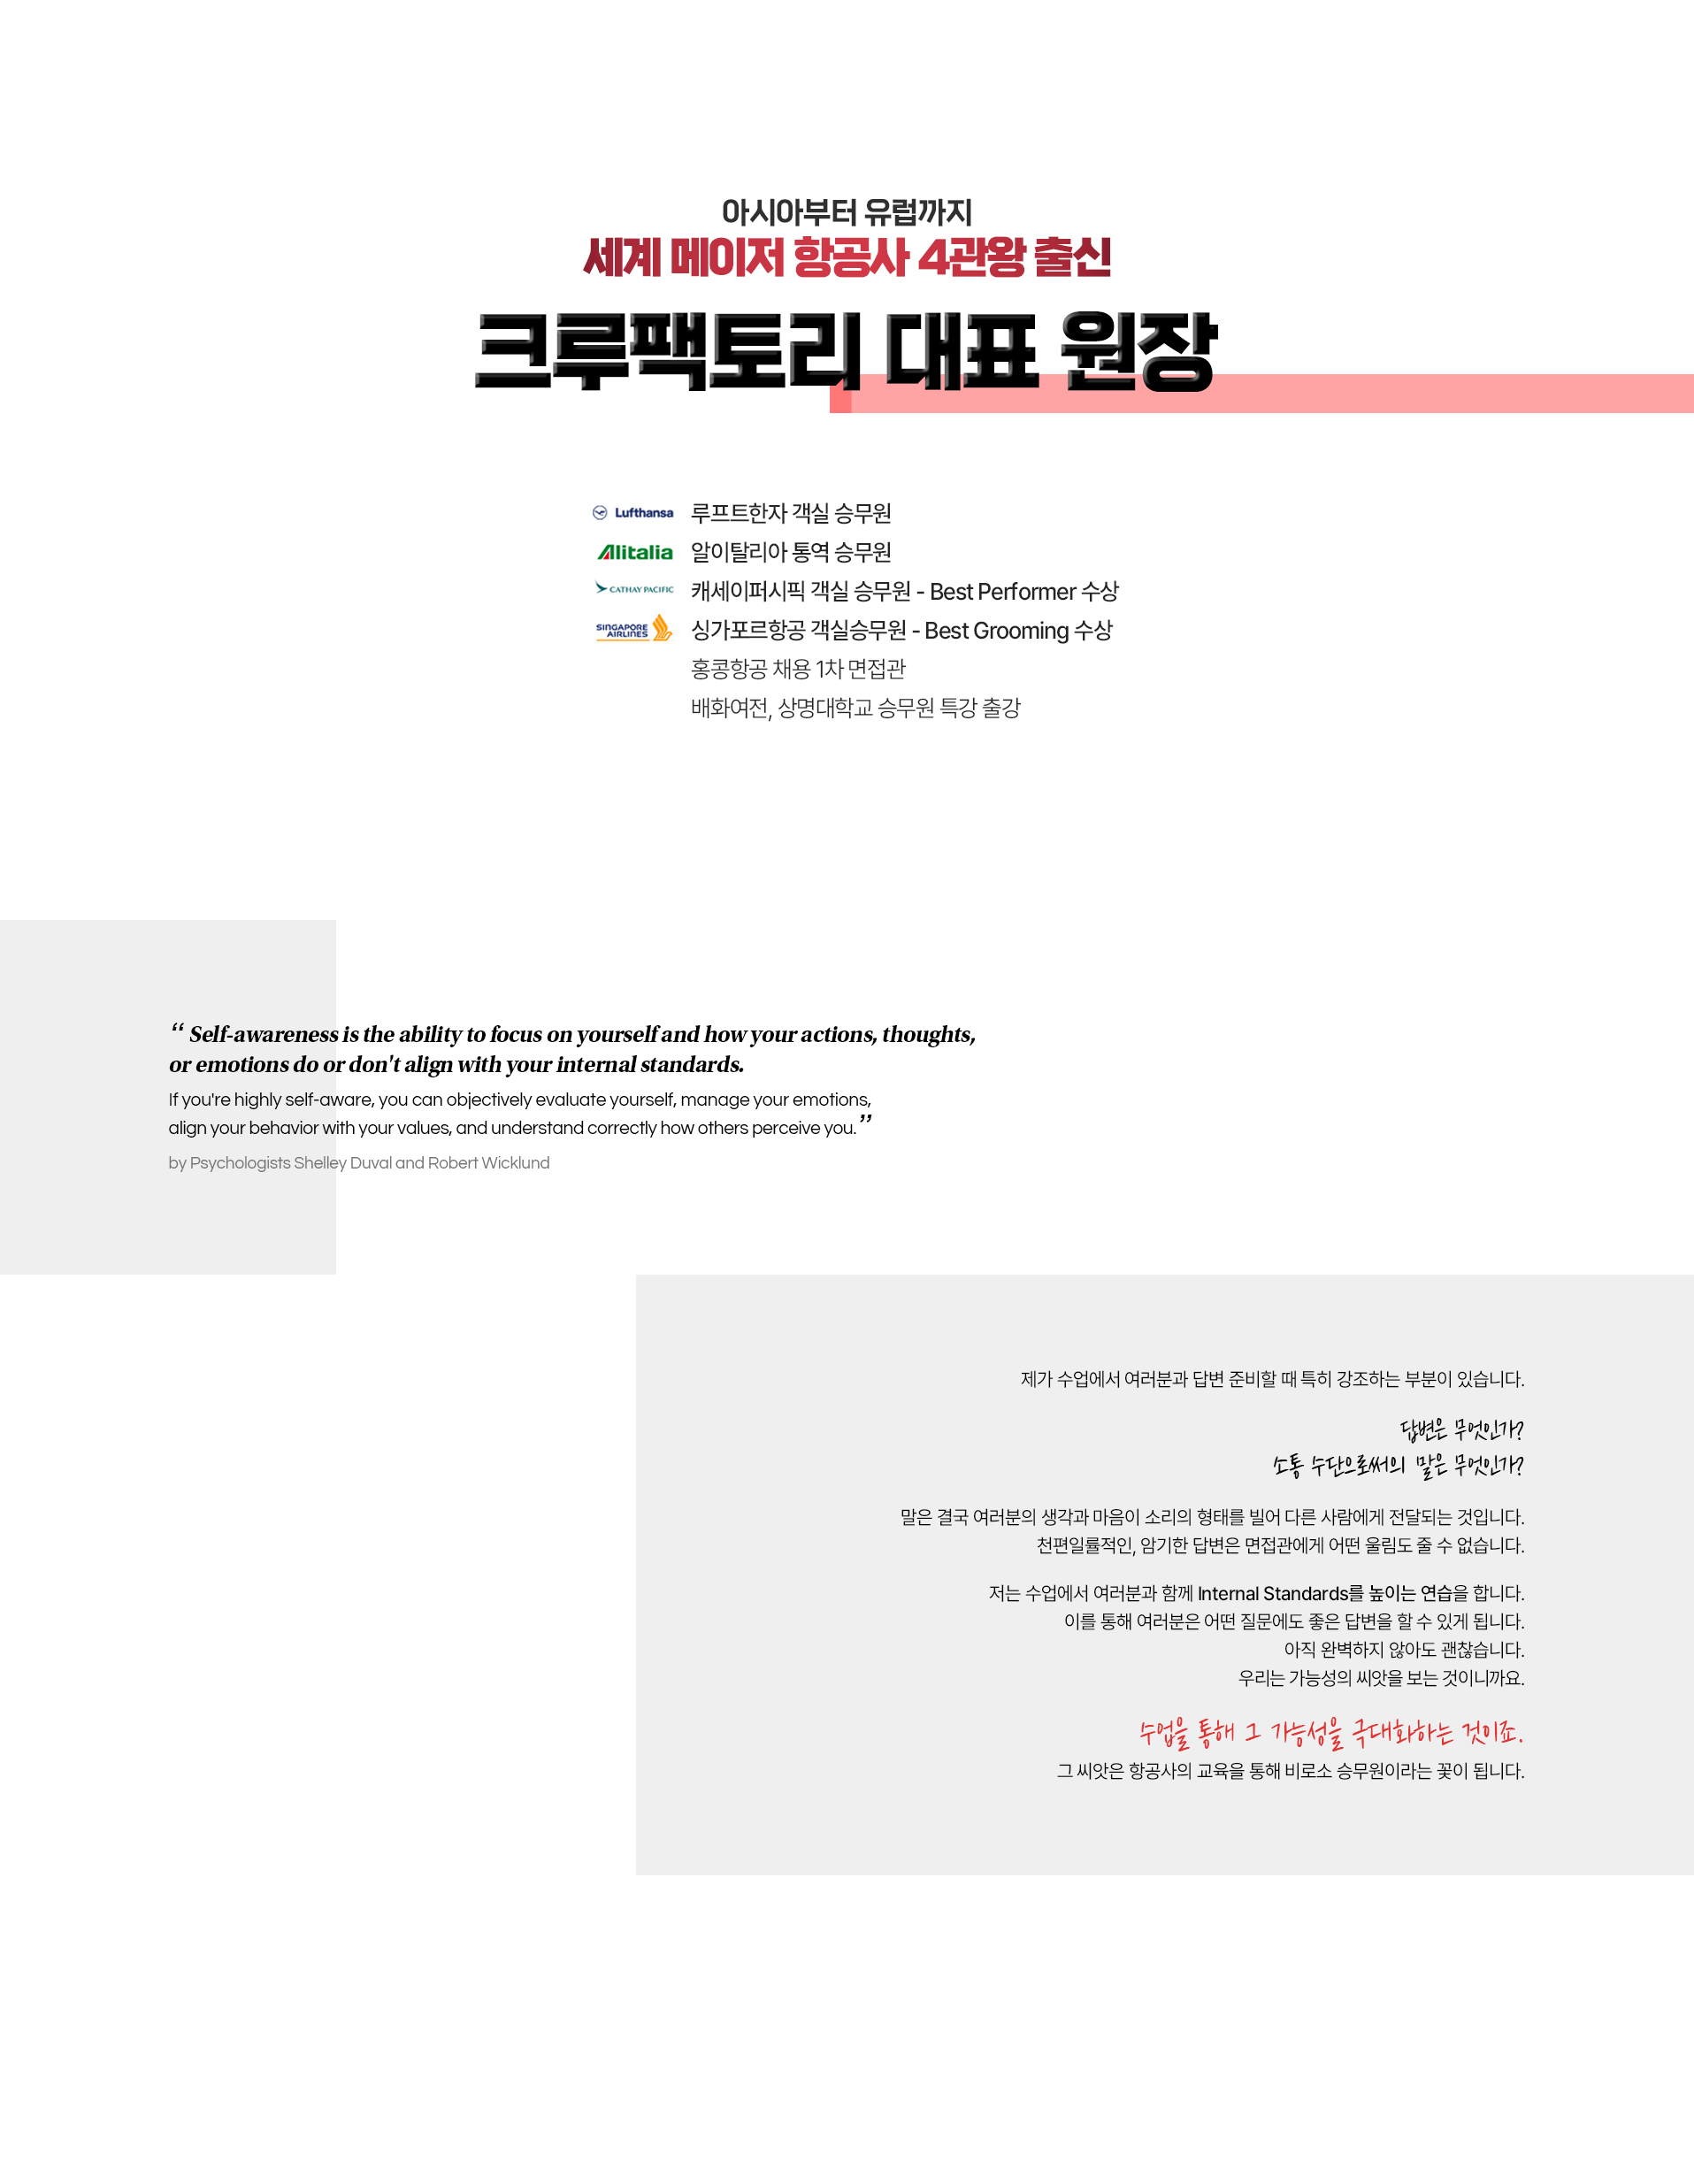 아시아부터 유럽까지
세계 메이저 항공사 4관왕 출신
크루팩토리 대표 원장
Lufthansa 루프트한자 객실 승무원
Alitalia 알이탈리아 통역 승무원
CATHAY PACIFIC 캐세이퍼시픽 객실 승무원 - Best Performer 수상
SINGAPORE AIRLINES 싱가포르항공 객실승무원 - Best Grooming 수상
홍콩항공 채용 1차 면접관
배화여전, 상명대학교 승무원 특강 출강
“ Self-awareness is the ability to focus on yourself and how your actions, thoughts,
or emotions do or don't align with your internal standards.
If you're highly self-aware, you can objectively evaluate yourself, manage your emotions,
align your behavior with your values, and understand correctly how others perceive you. ”
by Psychologists Shelley Duval and Robert Wicklund
제가 수업에서 여러분과 답변 준비할 때 특히 강조하는 부분이 있습니다.
답변은 무엇인가?
소통 수단으로써의 말은 무엇인가?
말은 결국 여러분의 생각과 마음이 소리의 형태를 빌어 다른 사람에게 전달되는 것입니다.
천편일률적인, 암기한 답변은 면접관에게 어떤 울림도 줄 수 없습니다.
저는 수업에서 여러분과 함께 Internal Standards를 높이는 연습을 합니다.
이를 통해 여러분은 어떤 질문에도 좋은 답변을 할 수 있게 됩니다.
아직 완벽하지 않아도 괜찮습니다.
우리는 가능성의 씨앗을 보는 것이니까요.
수업을 통해 그 가능성을 극대화하는 것이죠.
그 씨앗은 항공사의 교육을 통해 비로소 승무원이라는 꽃이 됩니다.